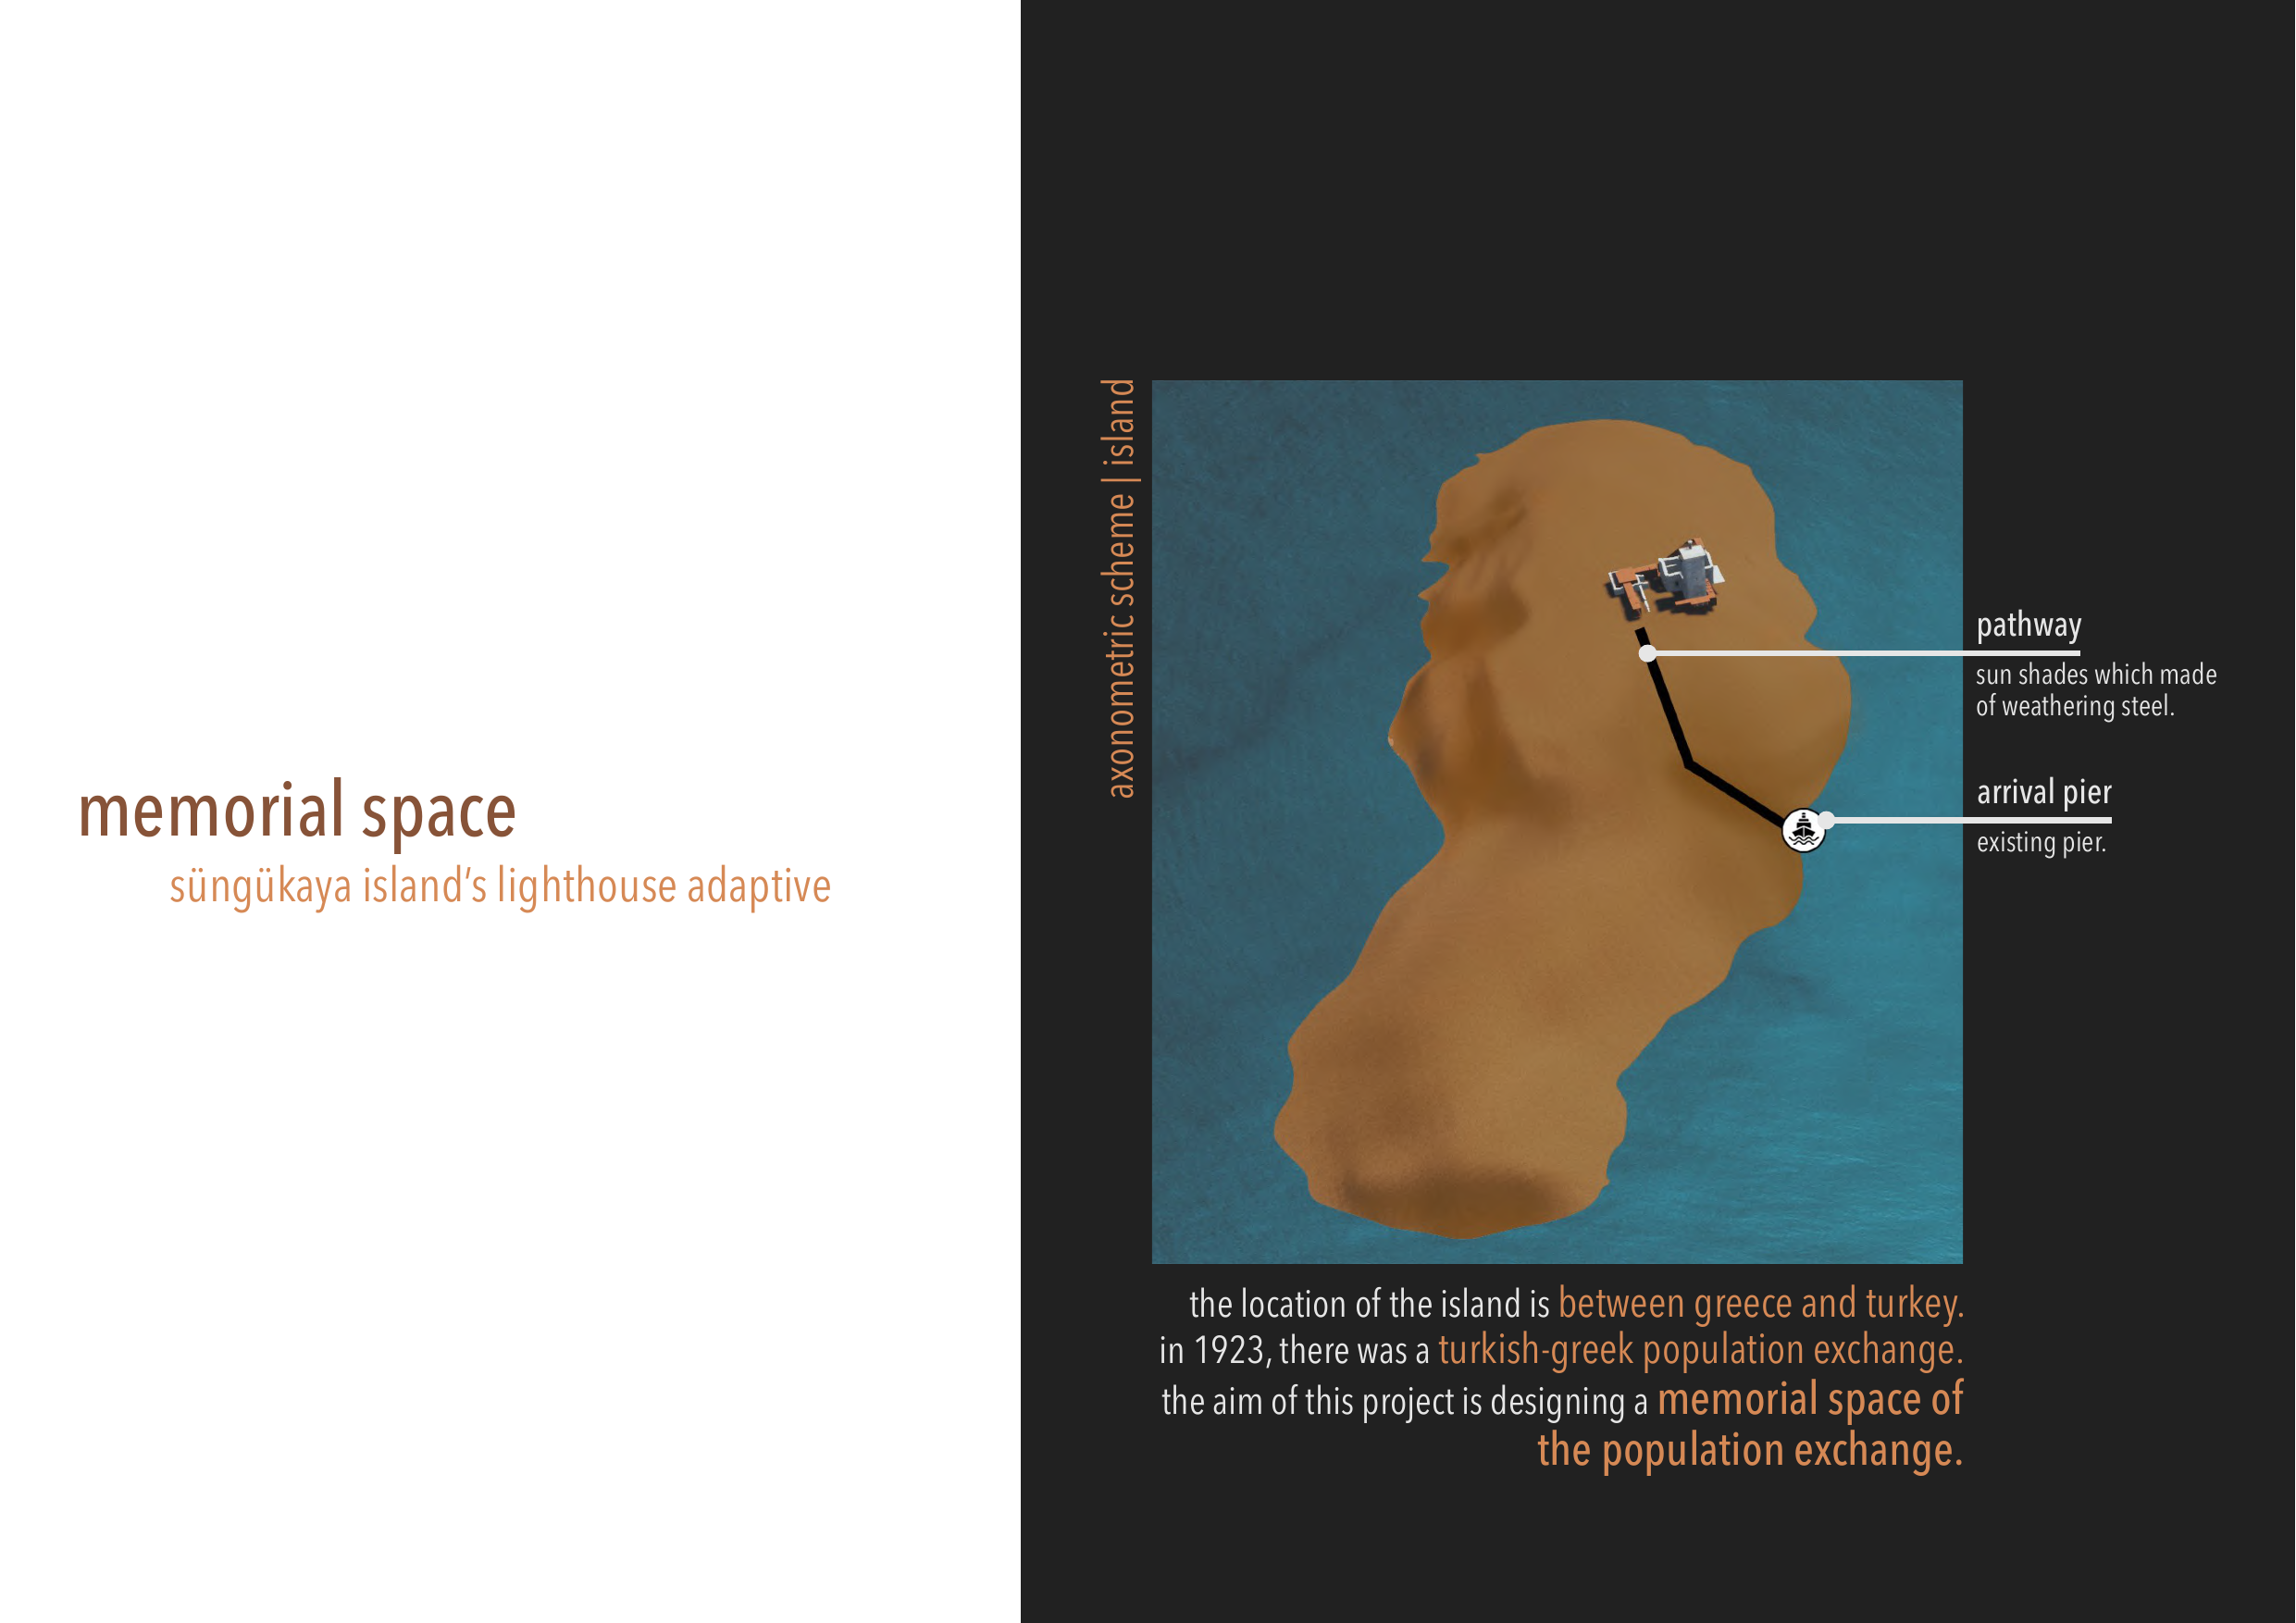 memorial space
süngükaya island's lighthouse adaptive
axonometric scheme | island
pathway
sun shades which made
of weathering steel.
arrival pier
existing pier.
the location of the island is between greece and turkey.
in 1923, there was a turkish-greek population exchange.
the aim of this project is designing a memorial space of
the population exchange.